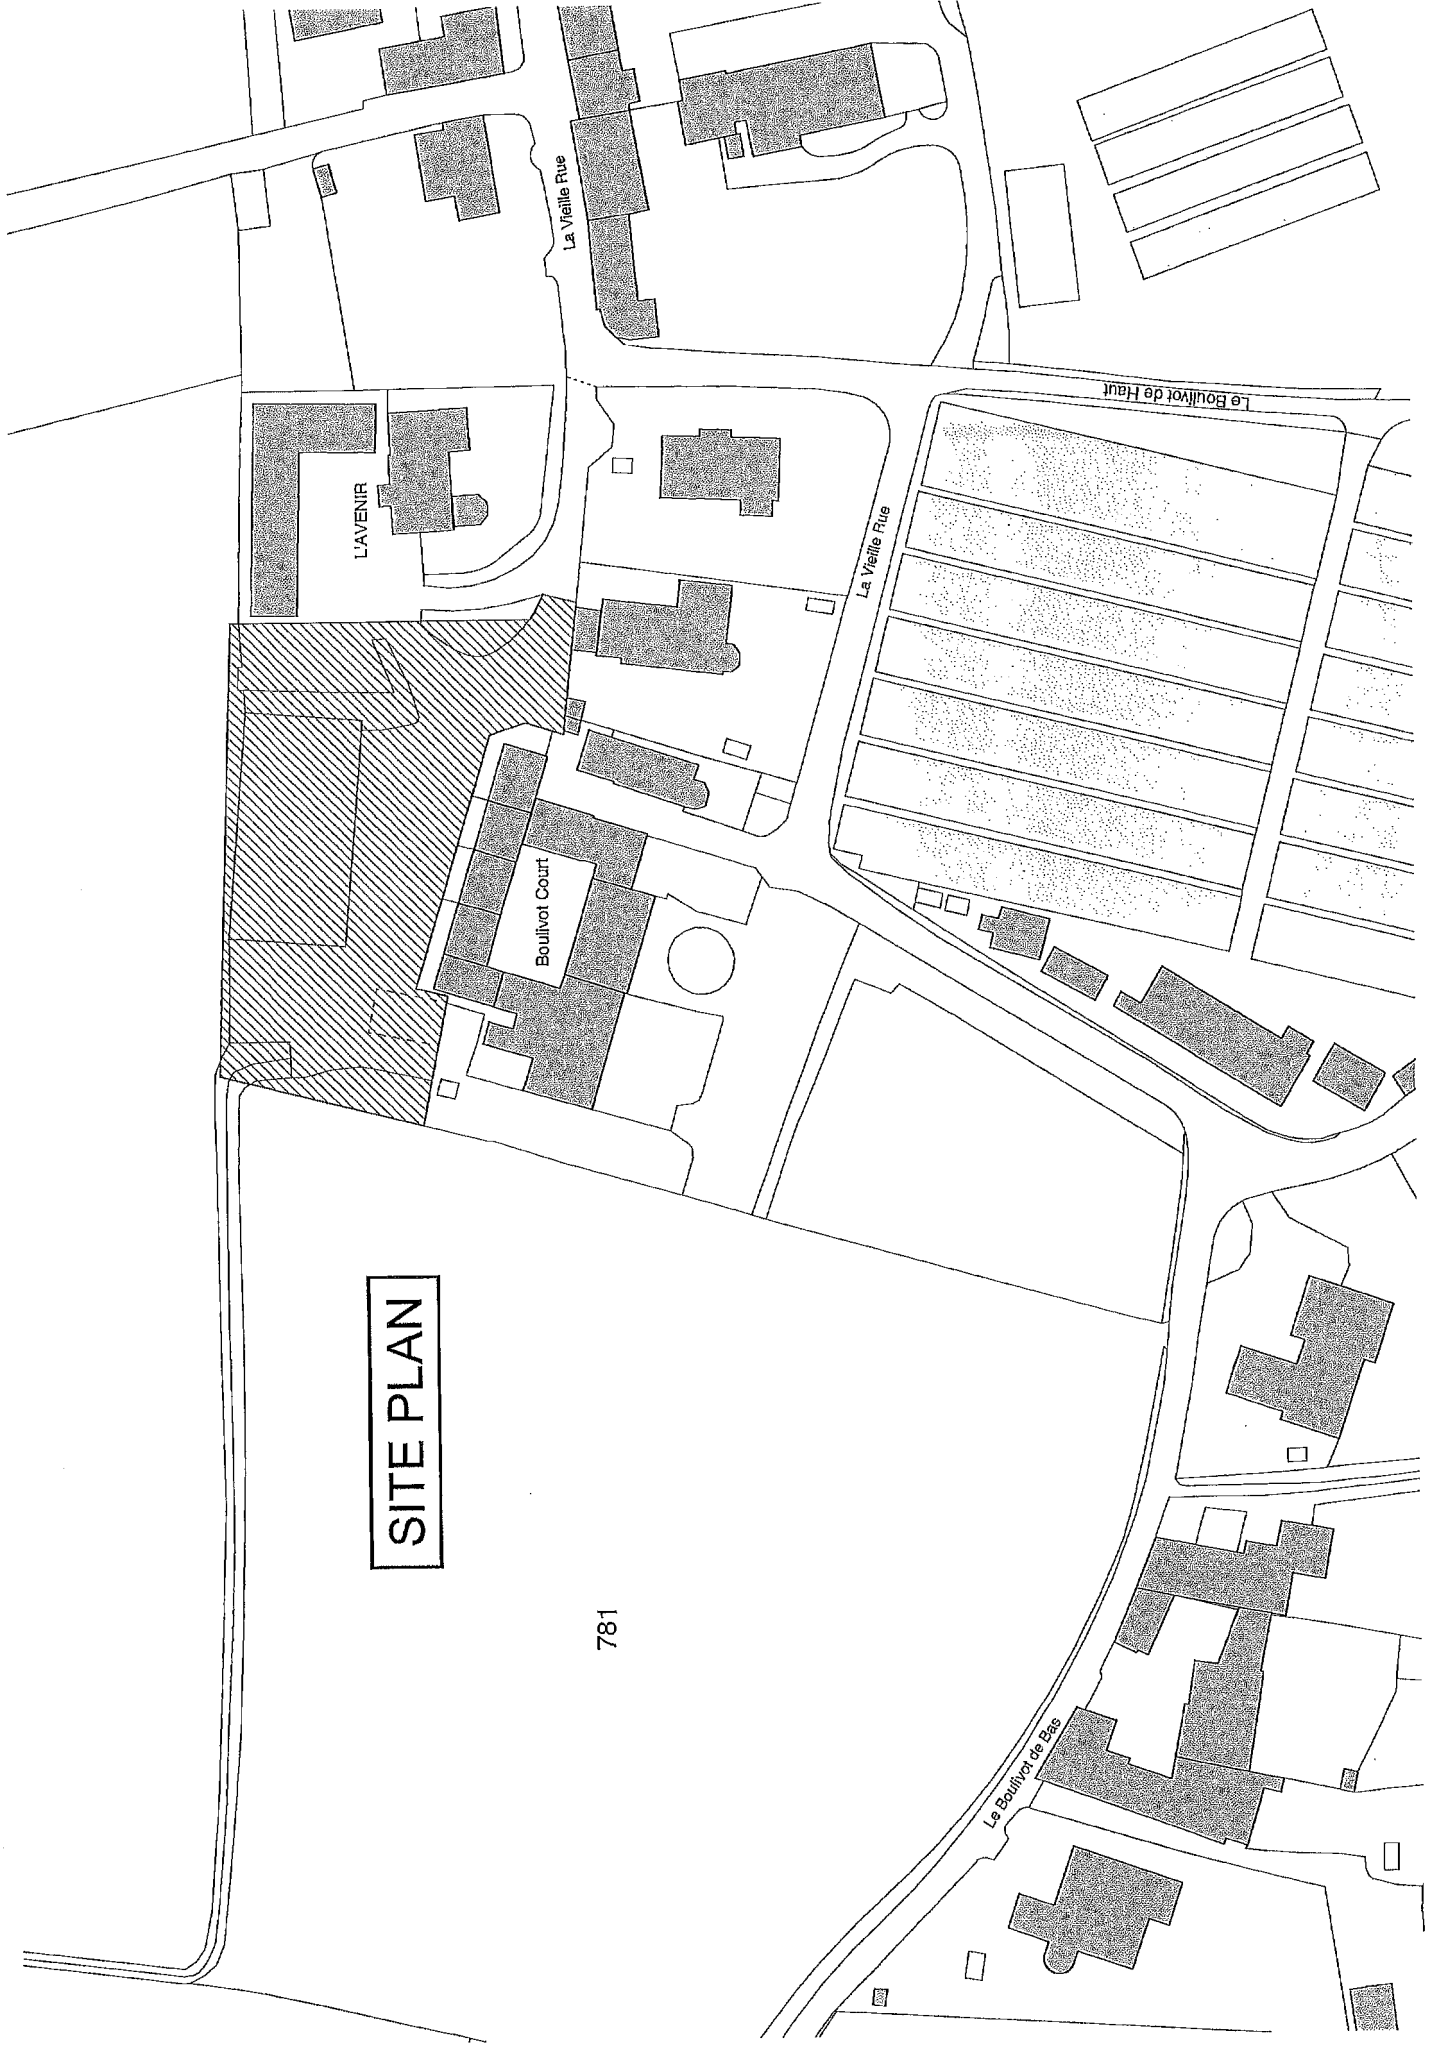 La Vieille Rue
Le Boulivot de Haut
L'AVENIR
La Vieille Rue
Boulivot Court
SITE PLAN
781
Le Boulivot de Bas